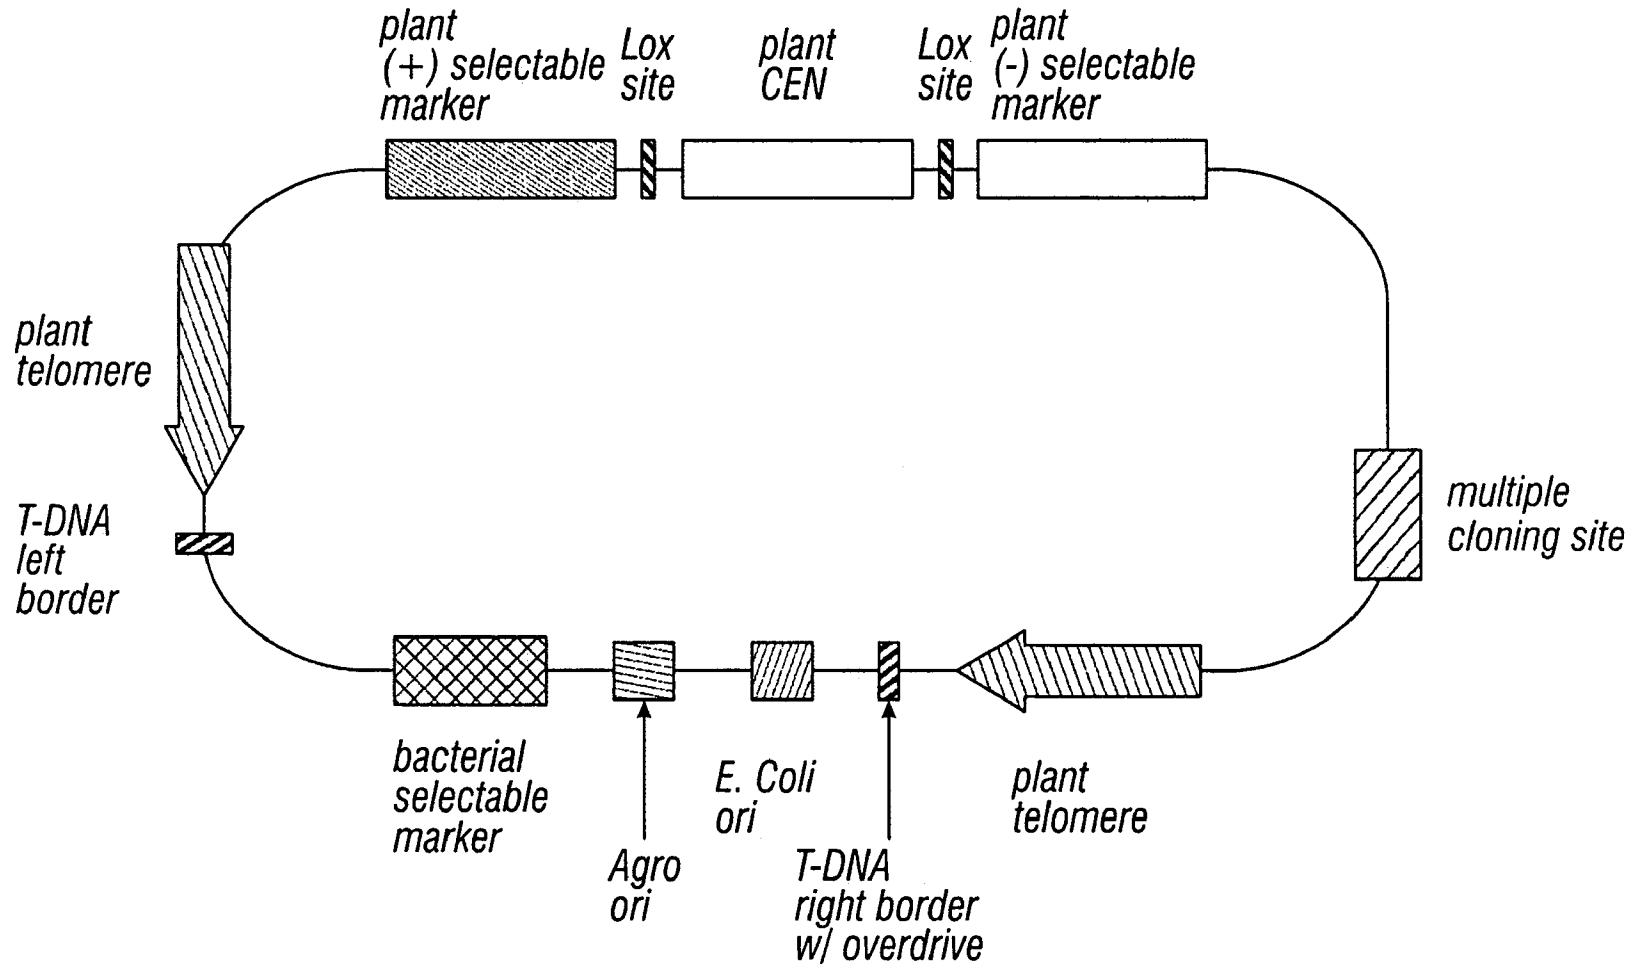 plant
(+) selectable
marker
Lox
site
plant
CEN
Lox
site
plant
(-) selectable
marker
plant
telomere
T-DNA
left
border
multiple
cloning site
bacterial
selectable
marker
Agro
ori
E. Coli
ori
T-DNA
right border
w/ overdrive
plant
telomere